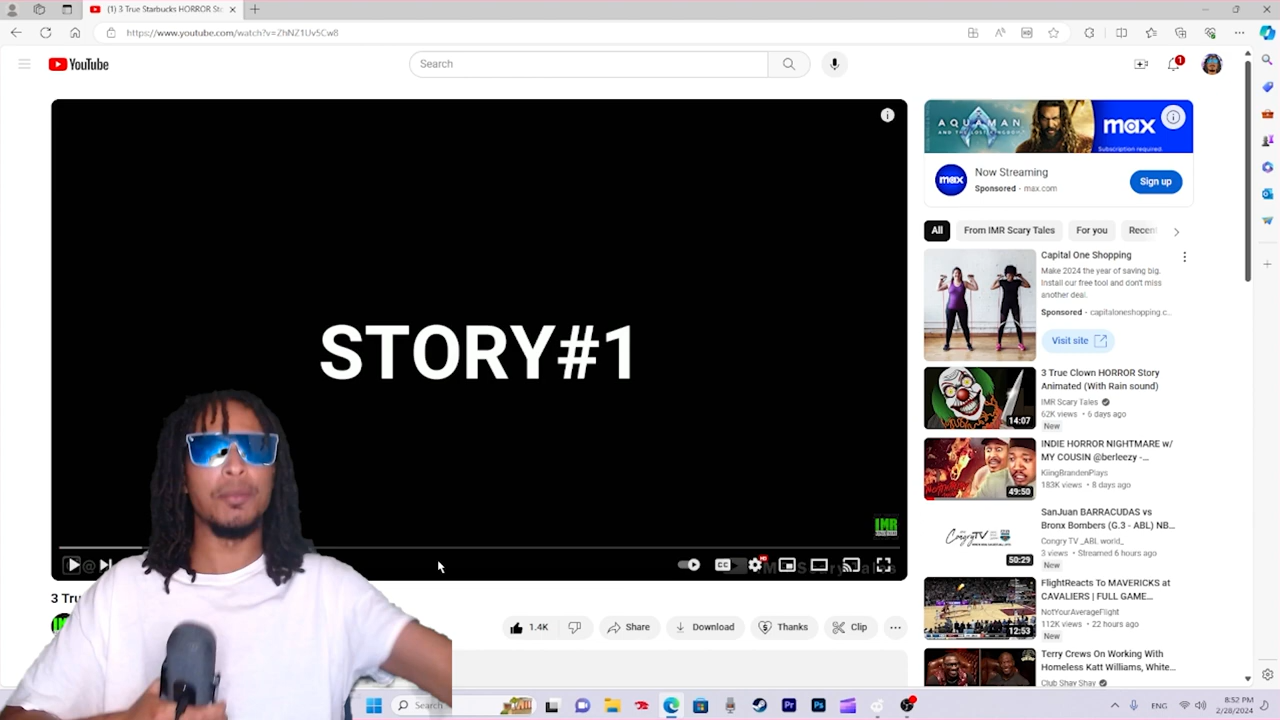 (1) 3 True Starbucks HORROR St
https://www.youtube.com/watch?v=ZhNZ1Uv5Cw8
YouTube
Search
1
STORY#1
IMR
3 Tru
1.4K
Share
Download
Thanks
Clip
AQUAMAN
AND THE LOST KINGDOM
max
Subscription required.
max
Now Streaming
Sponsored · max.com
Sign up
All
From IMR Scary Tales
For you
Recen
Capital One Shopping
Make 2024 the year of saving big.
Install our free tool and don't miss
another deal.
Sponsored · capitaloneshopping.c...
Visit site
3 True Clown HORROR Story
Animated (With Rain sound)
IMR Scary Tales
62K views · 6 days ago
New
14:07
INDIE HORROR NIGHTMARE w/
MY COUSIN @berleezy -...
KiingBrandenPlays
183K views · 8 days ago
49:50
SanJuan BARRACUDAS vs
Bronx Bombers (G.3 - ABL) NB...
Congry TV _ABL world_
3 views · Streamed 6 hours ago
New
CongryTV
50:29
FlightReacts To MAVERICKS at
CAVALIERS | FULL GAME...
NotYourAverageFlight
112K views · 22 hours ago
New
12:53
Terry Crews On Working With
Homeless Katt Williams, White...
Club Shay Shay
Search
ENG
8:52 PM
2/28/2024